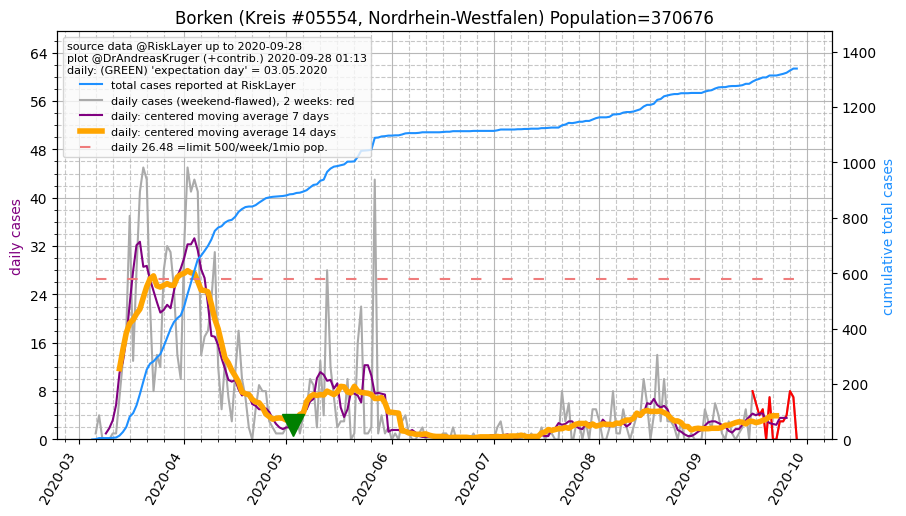 Borken (Kreis #05554, Nordrhein-Westfalen) Population=370676
source data @RiskLayer up to 2020-09-28
plot @DrAndreasKruger (+contrib.) 2020-09-28 01:13
daily: (GREEN) 'expectation day' = 03.05.2020
total cases reported at RiskLayer
daily cases (weekend-flawed), 2 weeks: red
daily: centered moving average 7 days
daily: centered moving average 14 days
daily 26.48 =limit 500/week/1mio pop.
daily cases
64
56
48
40
32
24
16
8
0
cumulative total cases
1400
1200
1000
800
600
400
200
0
2020-03
2020-04
2020-05
2020-06
2020-07
2020-08
2020-09
2020-10